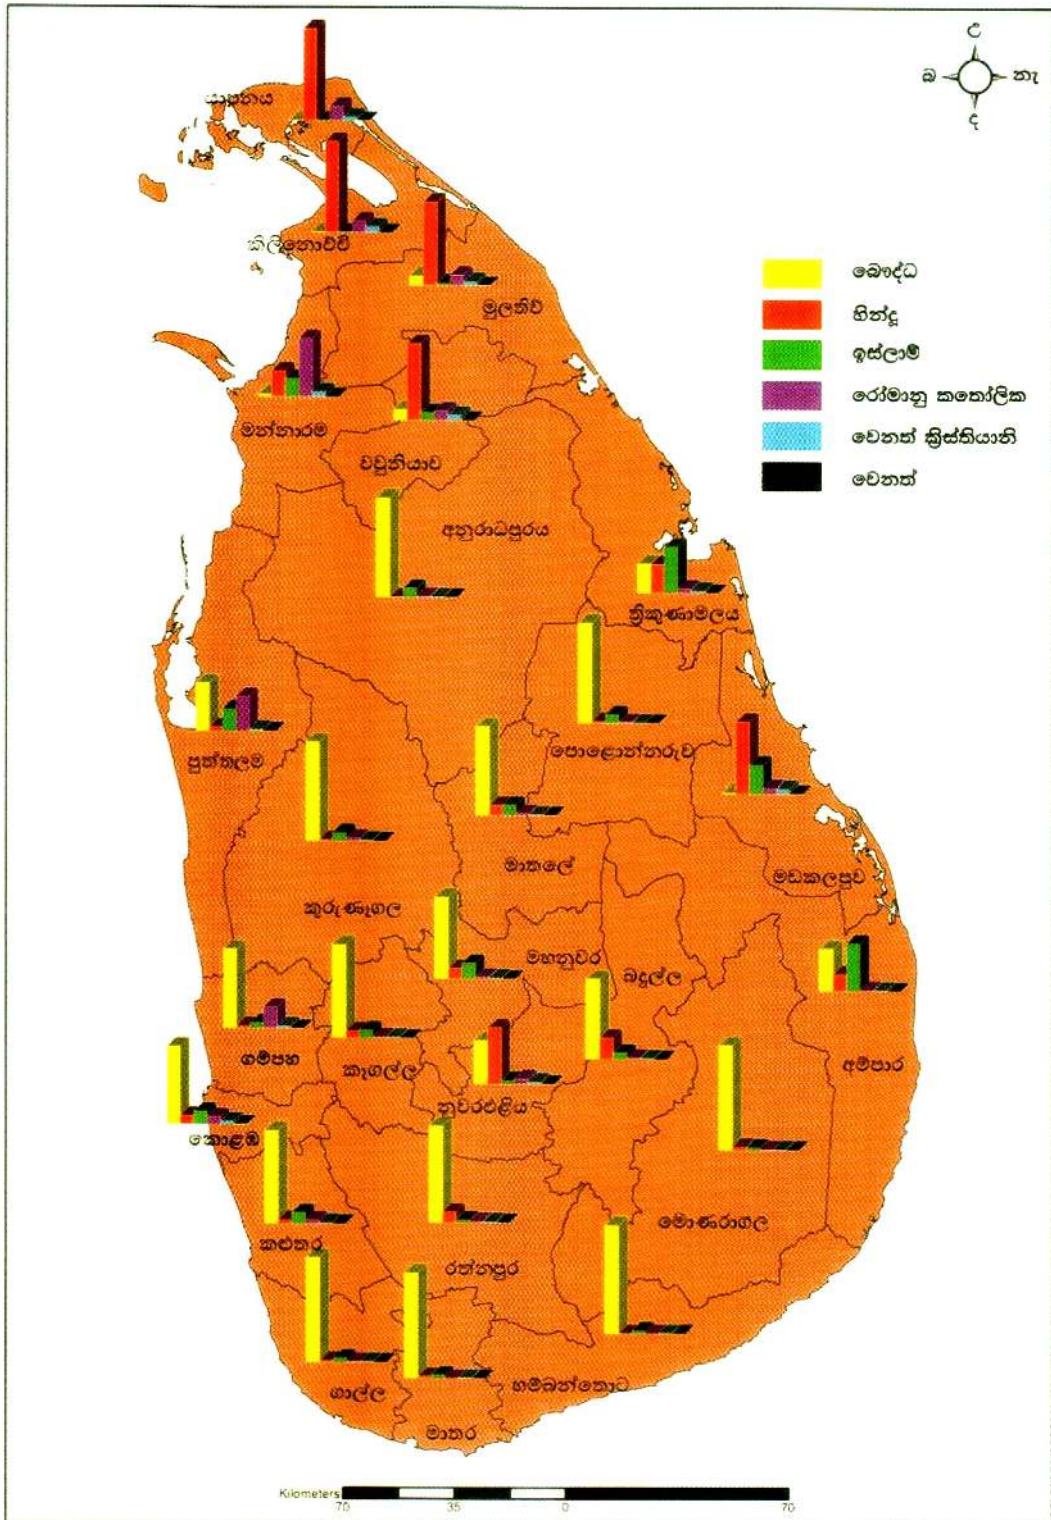 උ
බ
නැ
ද
යාපනය
කිලිනොච්චි
මුලතිව්
බෞද්ධ
හින්දූ
ඉස්ලාම්
රෝමානු කතෝලික
වෙනත් ක්‍රිස්තියානි
වෙනත්
මන්නාරම
වවුනියාව
අනුරාධපුරය
ත්‍රිකුණාමලය
පුත්තලම
පොළොන්නරුව
මාතලේ
මඩකලපුව
කුරුණෑගල
මහනුවර
බදුල්ල
ගම්පහ
කෑගල්ල
අම්පාර
නුවරඑළිය
කොළඹ
කළුතර
මොණරාගල
රත්නපුර
ගාල්ල
හම්බන්තොට
මාතර
Kilometers
70 35 0 70